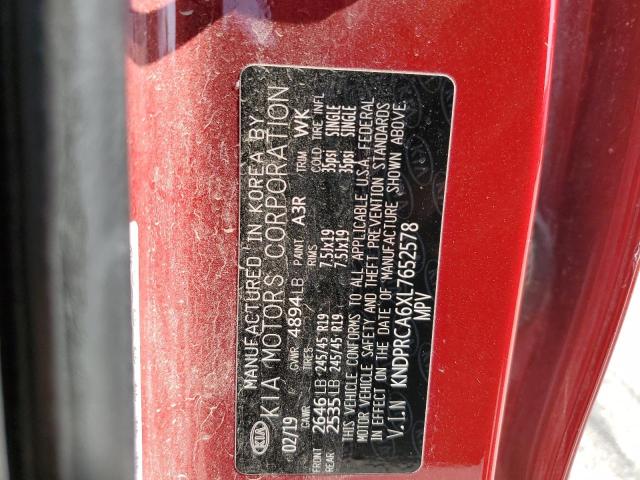 MANUFACTURED IN KOREA BY
KIA KIA MOTORS CORPORATION
02/19 GVWR 4894LB PAINT A3R TRIM WK
GAWR TIRES RIMS COLD TIRE INFL
FRONT 2646LB 245/45 R19 7.5Jx19 35psi SINGLE
REAR 2535LB 245/45 R19 7.5Jx19 35psi SINGLE
THIS VEHICLE CONFORMS TO ALL APPLICABLE U.S.A FEDERAL
MOTOR VEHICLE SAFETY AND THEFT PREVENTION STANDARDS
IN EFFECT ON THE DATE OF MANUFACTURE SHOWN ABOVE.
V.I.N KNDPRCA6XL7652578
MPV